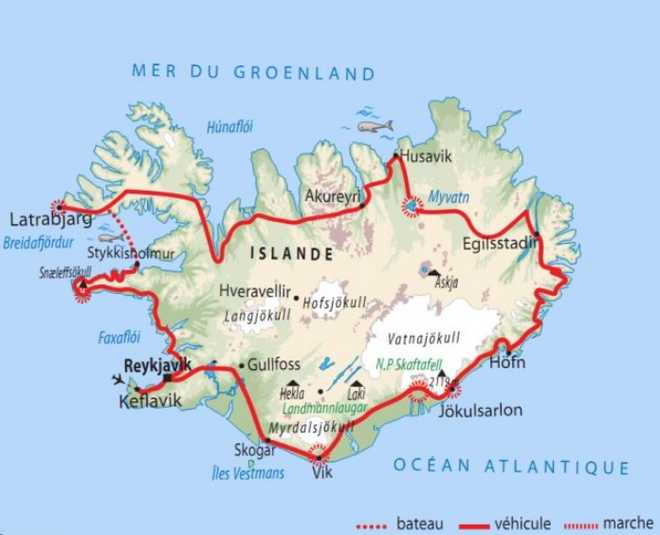 MER DU GROENLAND
Húnaflói
Husavik
Akureyri
Myvatn
Latrabjarg
Breidafjördur
Stykkisholmur
Egilsstadir
ISLANDE
Snæleffsökull
Askja
Hveravellir
Hofsjökull
Langjökull
Vatnajökull
Faxaflói
Reykjavik
Gullfoss
N.P Skaftafell
Höfn
Keflavik
Hekla
Laki
2119
Landmannlaugar
Jökulsarlon
Myrdalsjökull
Skogar
Vik
Îles Vestmans
OCÉAN ATLANTIQUE
bateau véhicule marche